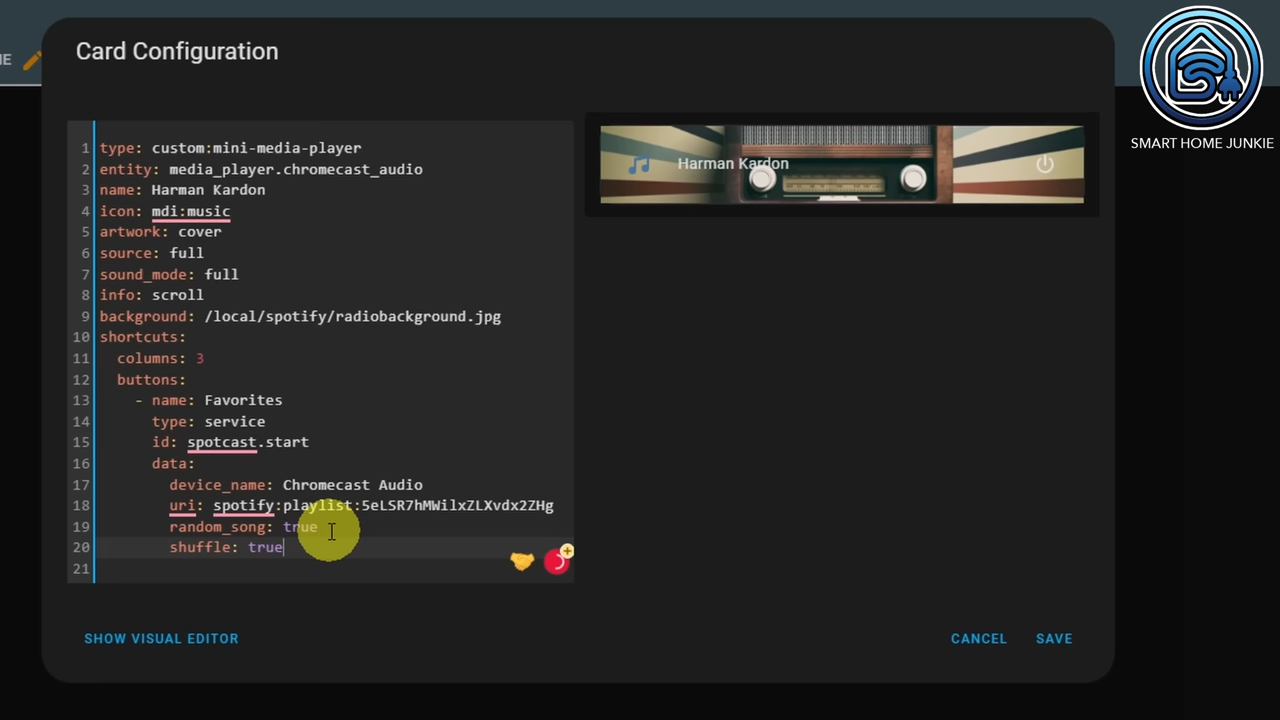 Card Configuration
SMART HOME JUNKIE
1 type: custom:mini-media-player
2 entity: media_player.chromecast_audio
3 name: Harman Kardon
4 icon: mdi:music
5 artwork: cover
6 source: full
7 sound_mode: full
8 info: scroll
9 background: /local/spotify/radiobackground.jpg
10 shortcuts:
11   columns: 3
12   buttons:
13     - name: Favorites
14       type: service
15       id: spotcast.start
16       data:
17         device_name: Chromecast Audio
18         uri: spotify:playlist:5eLSR7hMWilxZLXvdx2ZHg
19         random_song: true
20         shuffle: true
21
Harman Kardon
SHOW VISUAL EDITOR
CANCEL
SAVE